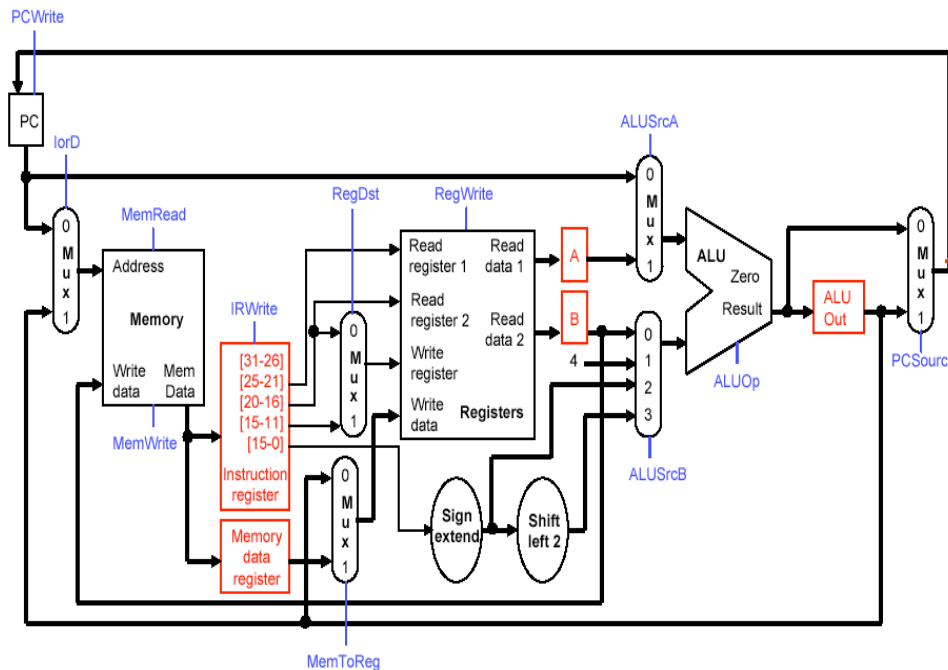 PCWrite
PC
IorD
ALUSrcA
0
M
u
x
1
MemRead
RegDst
RegWrite
0
M
u
x
1
Address
Memory
Write
data
Mem
Data
MemWrite
IRWrite
[31-26]
[25-21]
[20-16]
[15-11]
[15-0]
Instruction
register
Memory
data
register
0
M
u
x
1
0
M
u
x
1
MemToReg
Read
register 1
Read
register 2
Write
register
Write
data
Read
data 1
Read
data 2
Registers
A
B
4
0
1
2
3
ALUSrcB
Sign
extend
Shift
left 2
ALU
Zero
Result
ALUOp
ALU
Out
0
M
u
x
1
PCSource